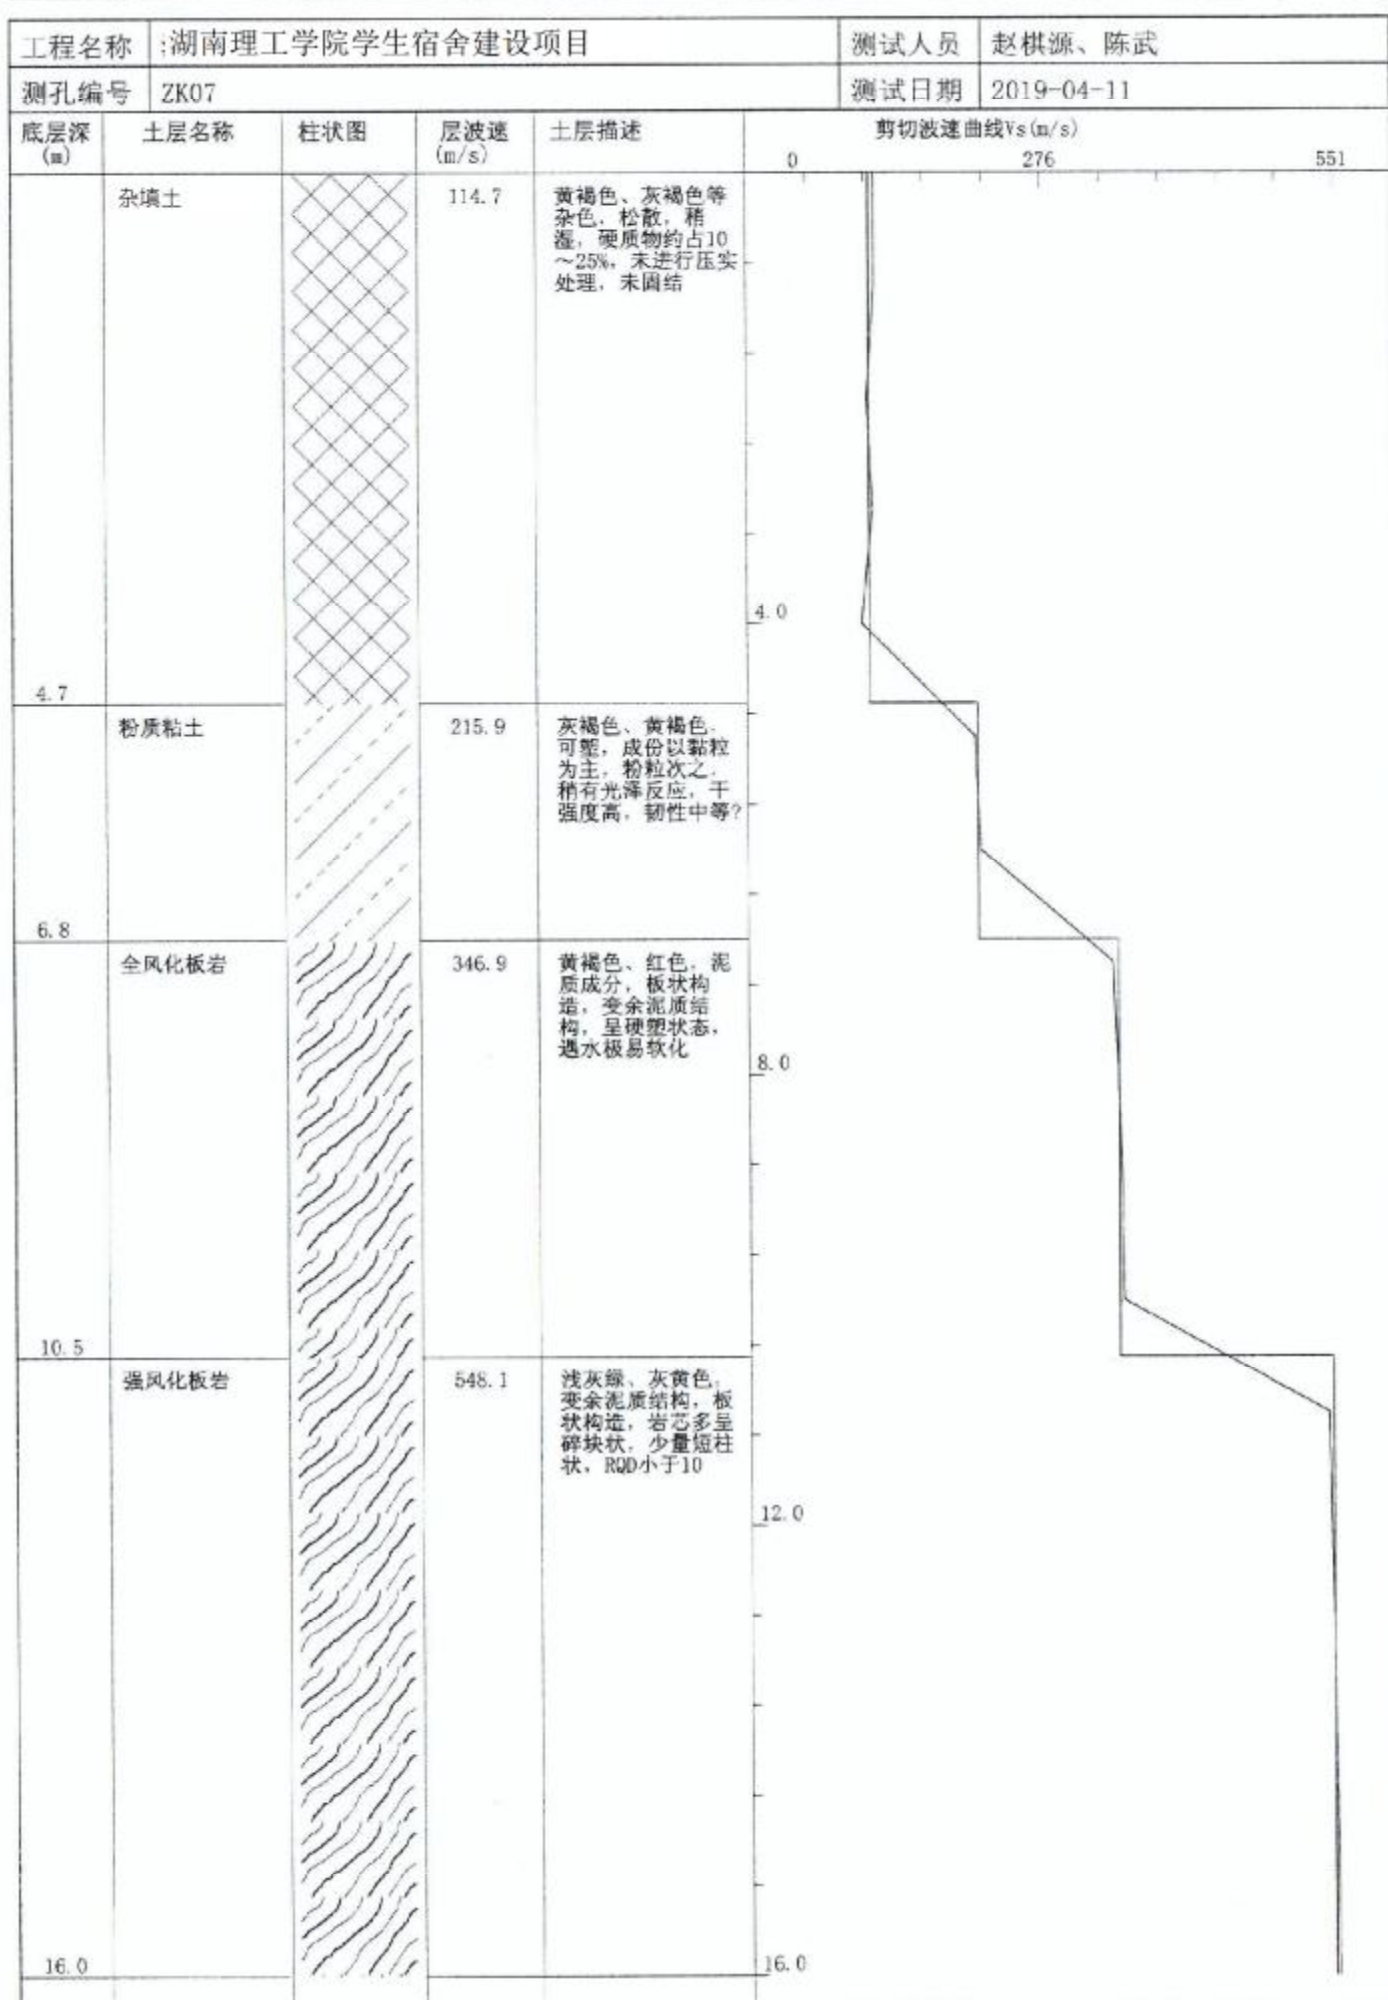 工程名称 ;湖南理工学院学生宿舍建设项目 测试人员 赵棋源、陈武
测孔编号 ZK07 测试日期 2019-04-11
底层深 土层名称 柱状图 层波速 土层描述 剪切波速曲线Vs(m/s)
(m) (m/s) 0 276 551
杂填土 114.7 黄褐色、灰褐色等
杂色，松散，稍
湿，硬质物约占10
～25%，未进行压实
处理，未固结
4.0
4.7
粉质粘土 215.9 灰褐色、黄褐色，
可塑，成份以黏粒
为主，粉粒次之，
稍有光泽反应，干
强度高，韧性中等?
6.8
全风化板岩 346.9 黄褐色、红色，泥
质成分，板状构
造，变余泥质结
构，呈硬塑状态，
遇水极易软化
8.0
10.5
强风化板岩 548.1 浅灰绿、灰黄色，
变余泥质结构，板
状构造，岩芯多呈
碎块状，少量短柱
状，RQD小于10
12.0
16.0 16.0